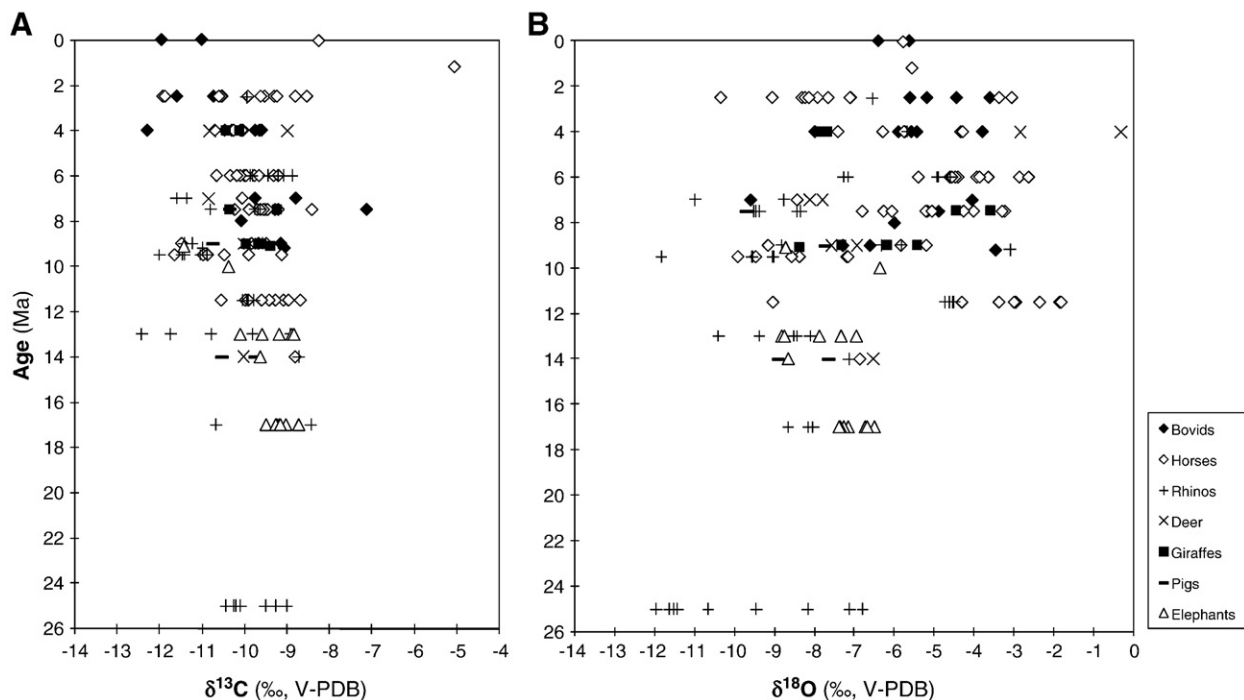 A
B
0
2
4
6
8
10
12
14
16
18
20
22
24
26
Age (Ma)
-14 -13 -12 -11 -10 -9 -8 -7 -6 -5 -4
δ¹³C (‰, V-PDB)
0
2
4
6
8
10
12
14
16
18
20
22
24
26
-14 -13 -12 -11 -10 -9 -8 -7 -6 -5 -4 -3 -2 -1 0
δ¹⁸O (‰, V-PDB)
Bovids
Horses
Rhinos
Deer
Giraffes
Pigs
Elephants